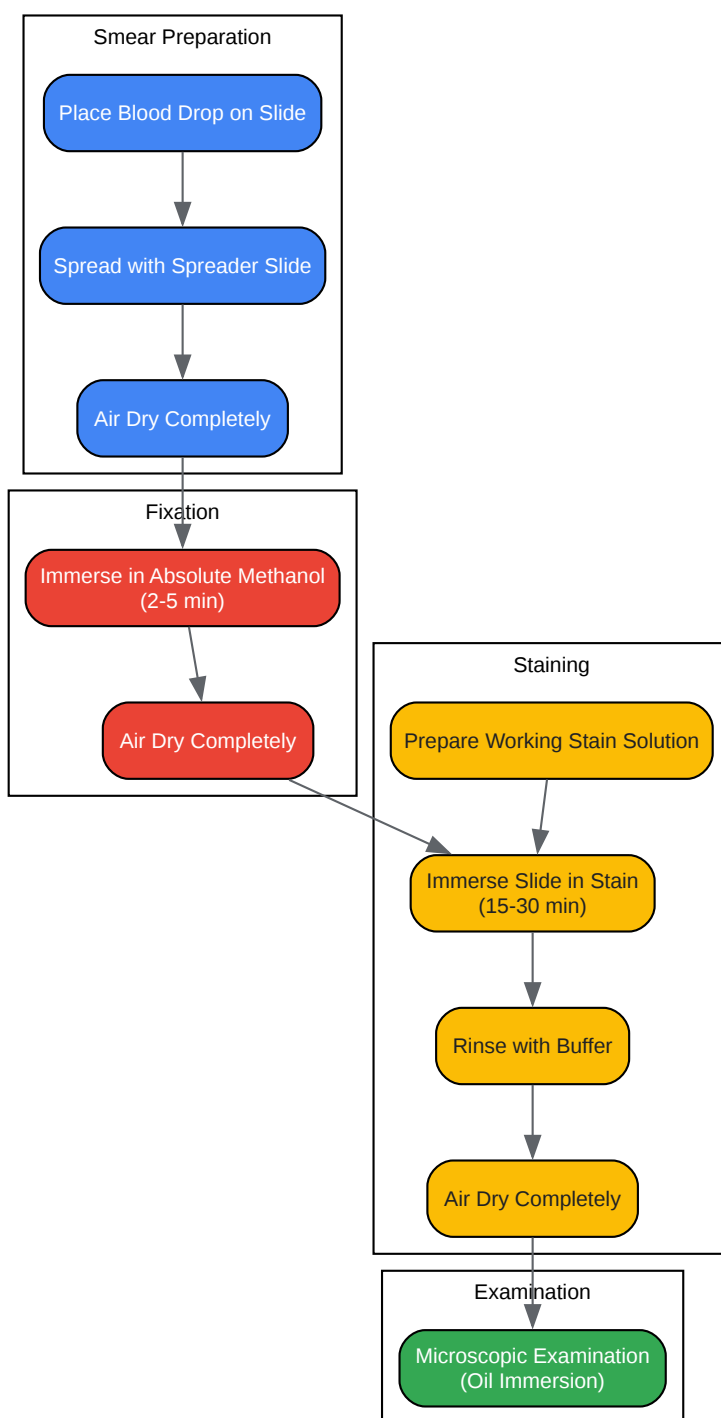 Smear Preparation
Place Blood Drop on Slide
Spread with Spreader Slide
Air Dry Completely
Fixation
Immerse in Absolute Methanol
(2-5 min)
Air Dry Completely
Staining
Prepare Working Stain Solution
Immerse Slide in Stain
(15-30 min)
Rinse with Buffer
Air Dry Completely
Examination
Microscopic Examination
(Oil Immersion)